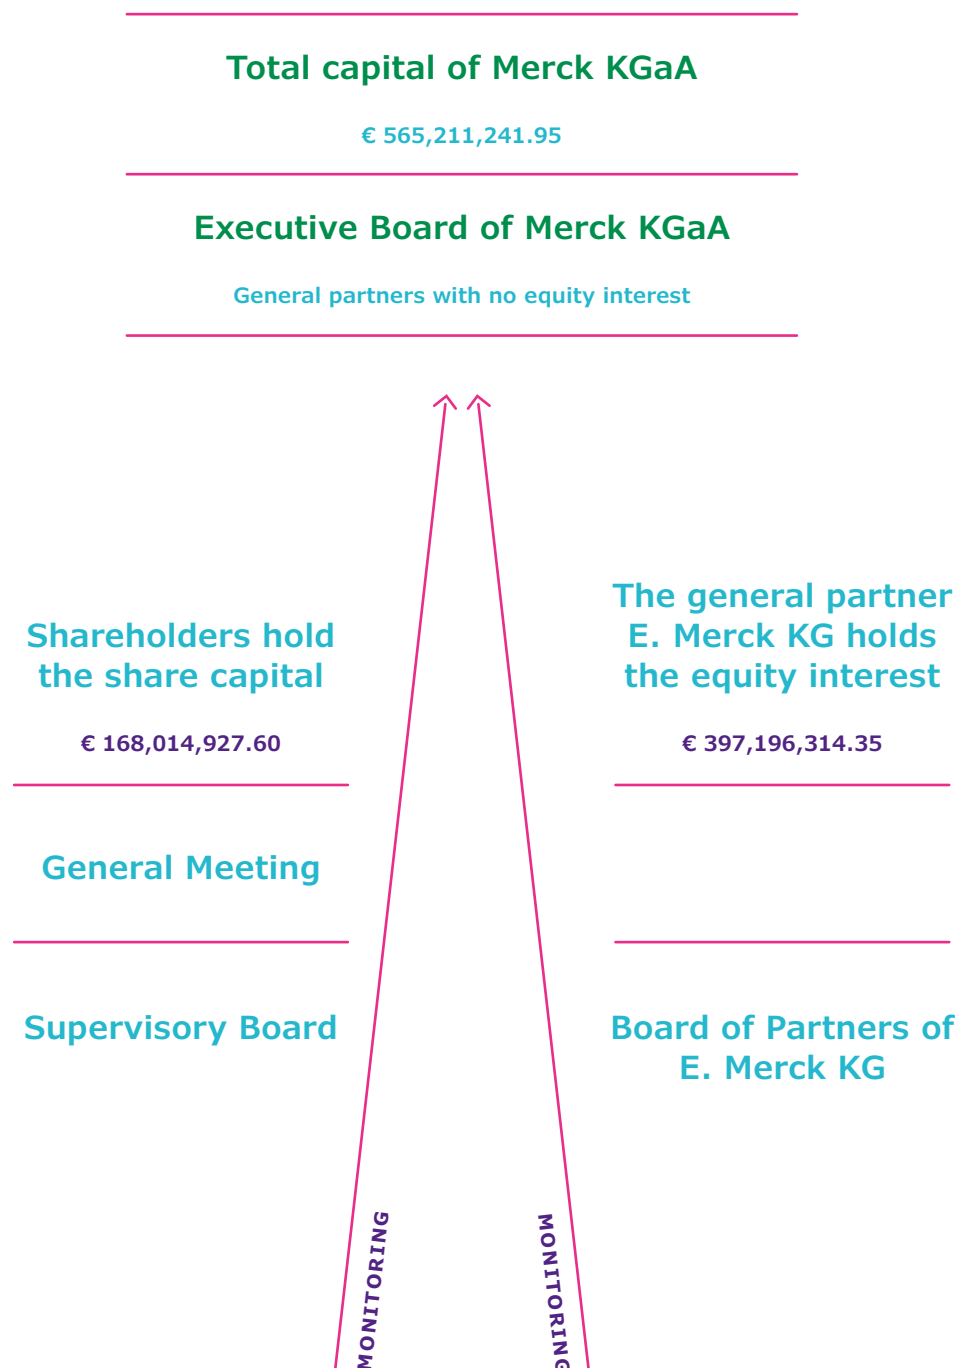 Total capital of Merck KGaA
€ 565,211,241.95
Executive Board of Merck KGaA
General partners with no equity interest
Shareholders hold
the share capital
€ 168,014,927.60
General Meeting
Supervisory Board
The general partner
E. Merck KG holds
the equity interest
€ 397,196,314.35
Board of Partners of
E. Merck KG
MONITORING
MONITORING